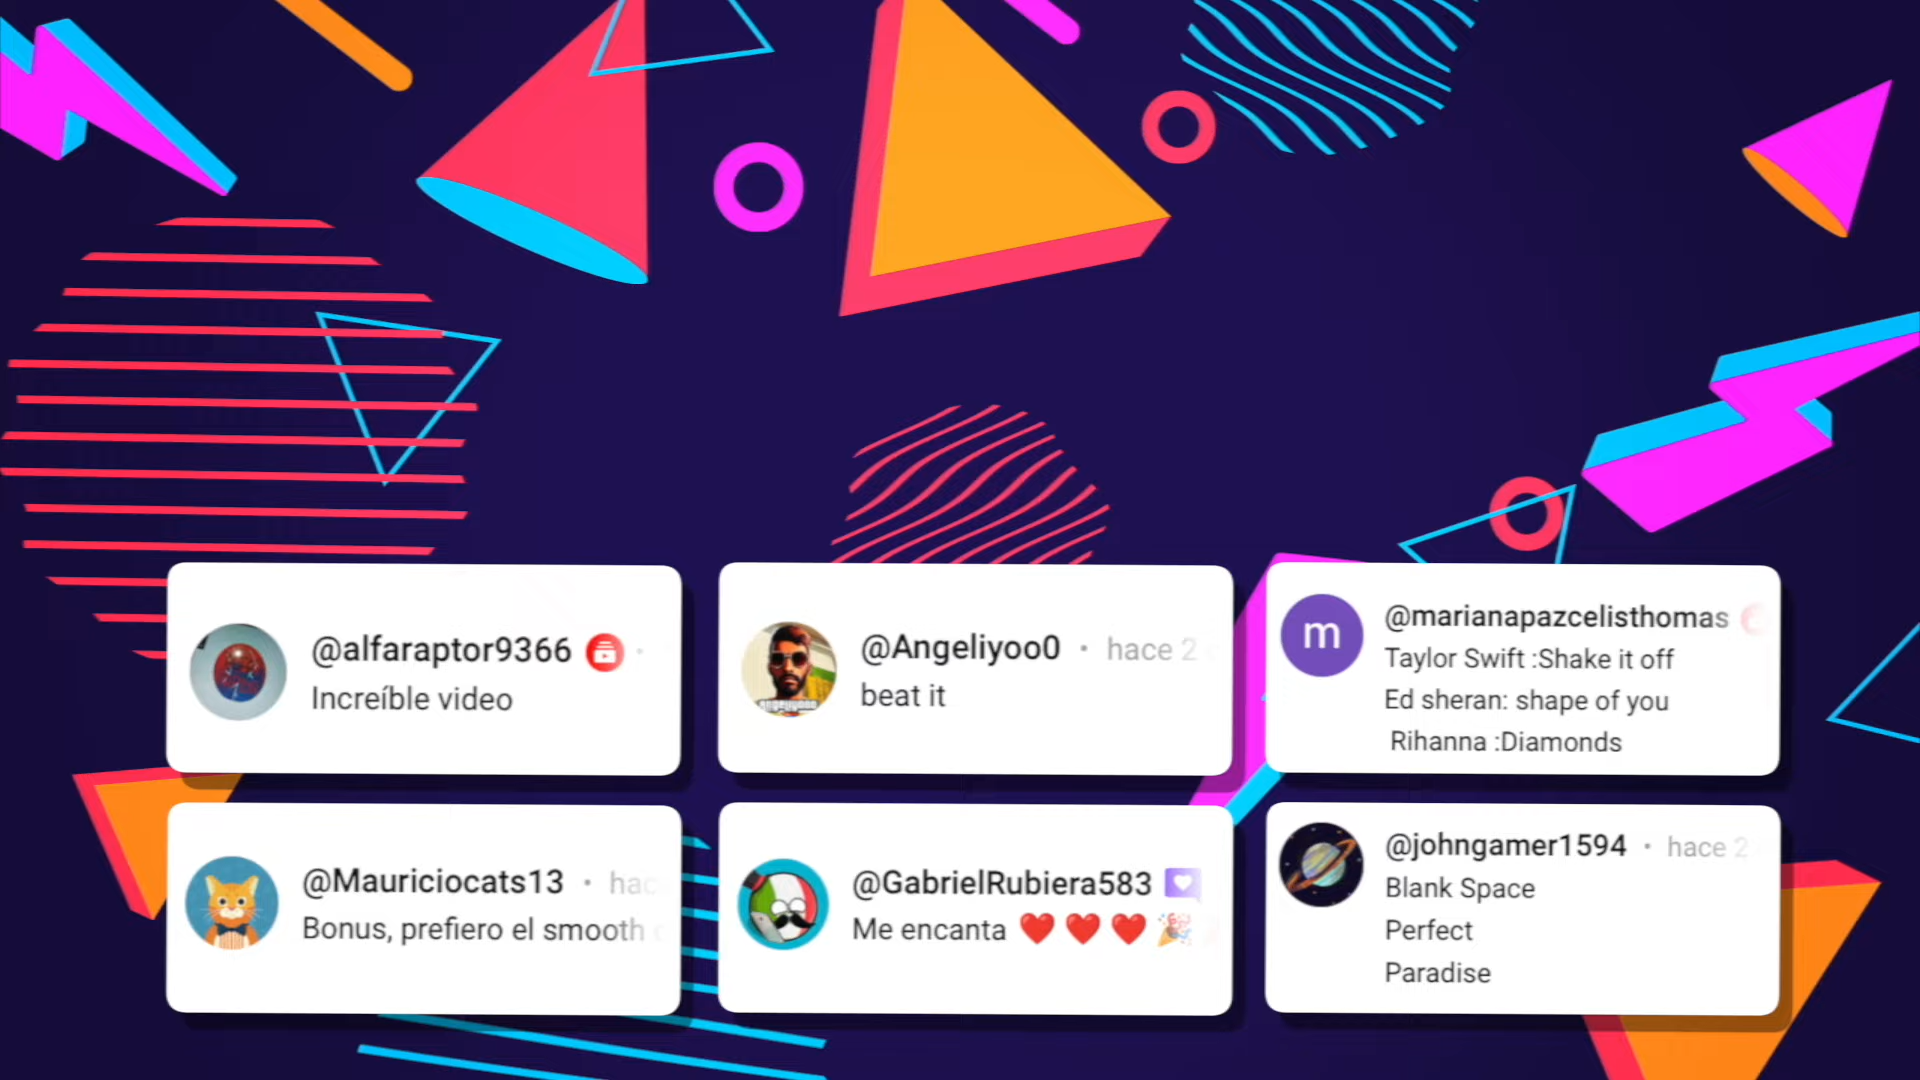 @alfaraptor9366
Increíble video
@Angeliyoo0 · hace 2
beat it
@marianapazcelisthomas
Taylor Swift :Shake it off
Ed sheran: shape of you
Rihanna :Diamonds
@Mauriciocats13 · hac
Bonus, prefiero el smooth
@GabrielRubiera583
Me encanta ❤️ ❤️ ❤️ 🎉
@johngamer1594 · hace 2
Blank Space
Perfect
Paradise
m